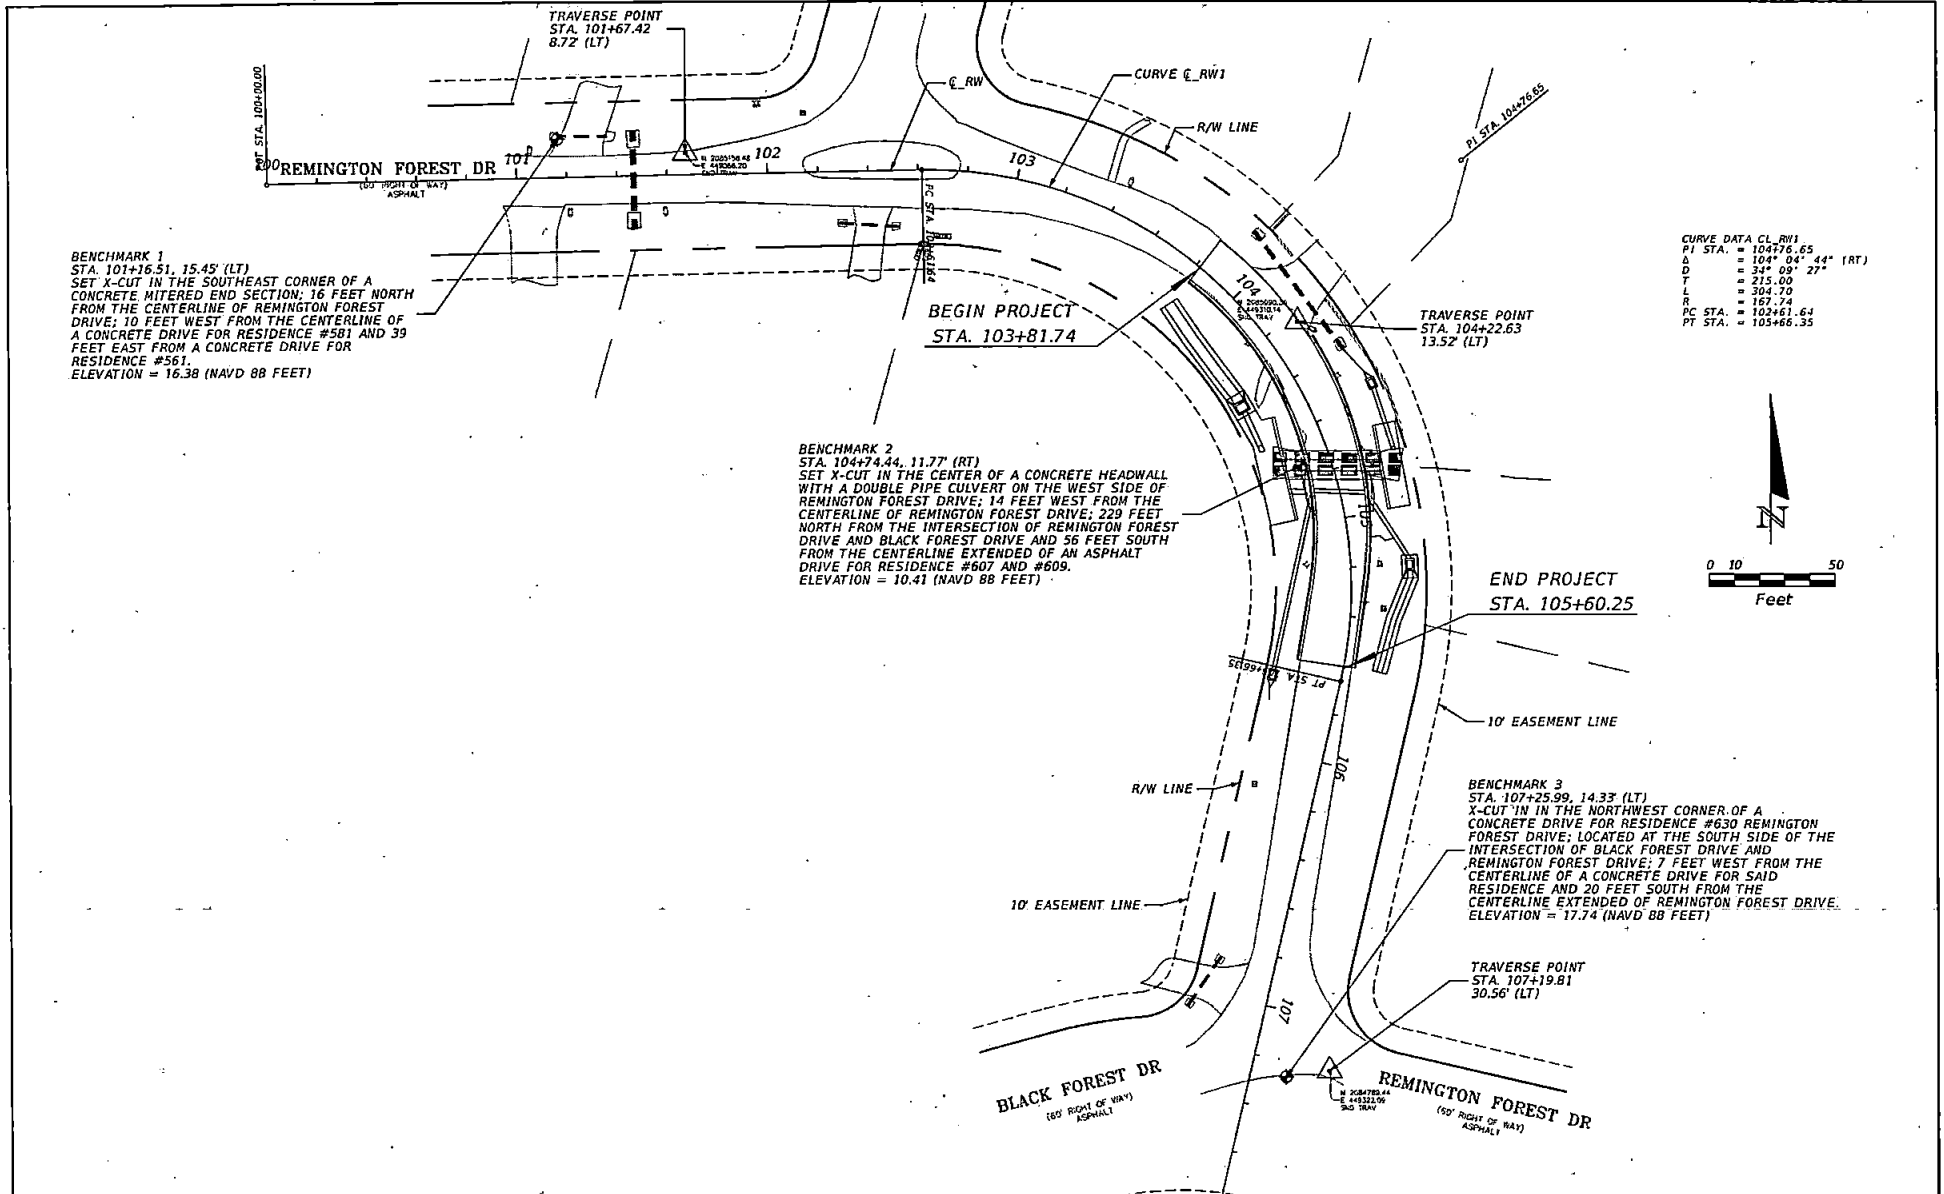 TRAVERSE POINT
STA. 101+67.42
8.72' (LT)
POT STA. 100+00.00
℄_RW
CURVE ℄_RW1
R/W LINE
PI STA. 104+76.65
100
REMINGTON FOREST DR
(60' RIGHT OF WAY)
ASPHALT
101
102
103
104
105
106
107
BENCHMARK 1
STA. 101+16.51, 15.45' (LT)
SET X-CUT IN THE SOUTHEAST CORNER OF A
CONCRETE MITERED END SECTION; 16 FEET NORTH
FROM THE CENTERLINE OF REMINGTON FOREST
DRIVE; 10 FEET WEST FROM THE CENTERLINE OF
A CONCRETE DRIVE FOR RESIDENCE #581 AND 39
FEET EAST FROM A CONCRETE DRIVE FOR
RESIDENCE #561.
ELEVATION = 16.38 (NAVD 88 FEET)
PC STA. 102+61.64
BEGIN PROJECT
STA. 103+81.74
CURVE DATA CL_RW1
PI STA. = 104+76.65
Δ = 104° 04' 44" (RT)
D = 34° 09' 27"
T = 215.00
L = 304.70
R = 167.74
PC STA. = 102+61.64
PT STA. = 105+66.35
TRAVERSE POINT
STA. 104+22.63
13.52' (LT)
BENCHMARK 2
STA. 104+74.44, 11.77' (RT)
SET X-CUT IN THE CENTER OF A CONCRETE HEADWALL
WITH A DOUBLE PIPE CULVERT ON THE WEST SIDE OF
REMINGTON FOREST DRIVE; 14 FEET WEST FROM THE
CENTERLINE OF REMINGTON FOREST DRIVE; 229 FEET
NORTH FROM THE INTERSECTION OF REMINGTON FOREST
DRIVE AND BLACK FOREST DRIVE AND 56 FEET SOUTH
FROM THE CENTERLINE EXTENDED OF AN ASPHALT
DRIVE FOR RESIDENCE #607 AND #609.
ELEVATION = 10.41 (NAVD 88 FEET)
N
0 10 50
Feet
END PROJECT
STA. 105+60.25
PT STA. 105+66.35
10' EASEMENT LINE
R/W LINE
BENCHMARK 3
STA. 107+25.99, 14.33' (LT)
X-CUT IN IN THE NORTHWEST CORNER OF A
CONCRETE DRIVE FOR RESIDENCE #630 REMINGTON
FOREST DRIVE; LOCATED AT THE SOUTH SIDE OF THE
INTERSECTION OF BLACK FOREST DRIVE AND
REMINGTON FOREST DRIVE; 7 FEET WEST FROM THE
CENTERLINE OF A CONCRETE DRIVE FOR SAID
RESIDENCE AND 20 FEET SOUTH FROM THE
CENTERLINE EXTENDED OF REMINGTON FOREST DRIVE.
ELEVATION = 17.74 (NAVD 88 FEET)
10' EASEMENT LINE
TRAVERSE POINT
STA. 107+19.81
30.56' (LT)
BLACK FOREST DR
(60' RIGHT OF WAY)
ASPHALT
REMINGTON FOREST DR
(60' RIGHT OF WAY)
ASPHALT